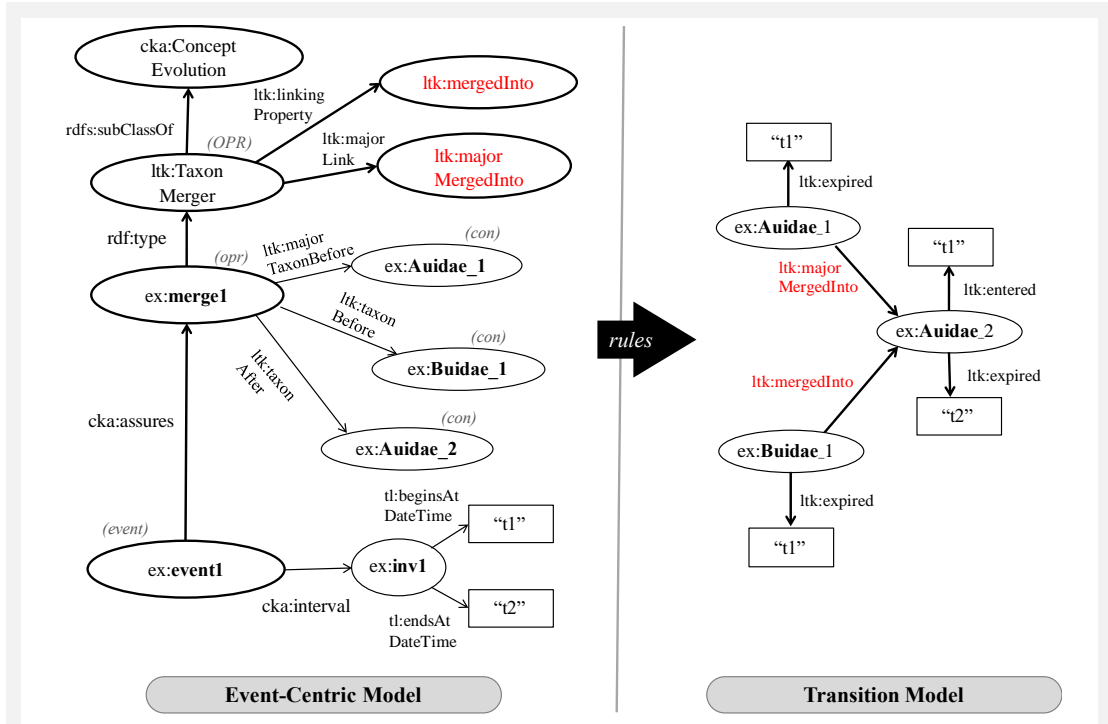 cka:Concept
Evolution
ltk:linking
Property
ltk:mergedInto
rdfs:subClassOf
(OPR)
ltk:major
Link
ltk:Taxon
Merger
ltk:major
MergedInto
rdf:type
(opr)
ltk:major
TaxonBefore
(con)
ex:Auidae_1
ex:merge1
ltk:taxon
Before
(con)
ex:Buidae_1
ltk:taxon
After
(con)
ex:Auidae_2
cka:assures
(event)
ex:event1
cka:interval
ex:inv1
tl:beginsAt
DateTime
“t1”
tl:endsAt
DateTime
“t2”
Event-Centric Model
rules
“t1”
ltk:expired
ex:Auidae_1
ltk:major
MergedInto
“t1”
ltk:entered
ex:Auidae_2
ltk:mergedInto
ltk:expired
“t2”
ex:Buidae_1
ltk:expired
“t1”
Transition Model